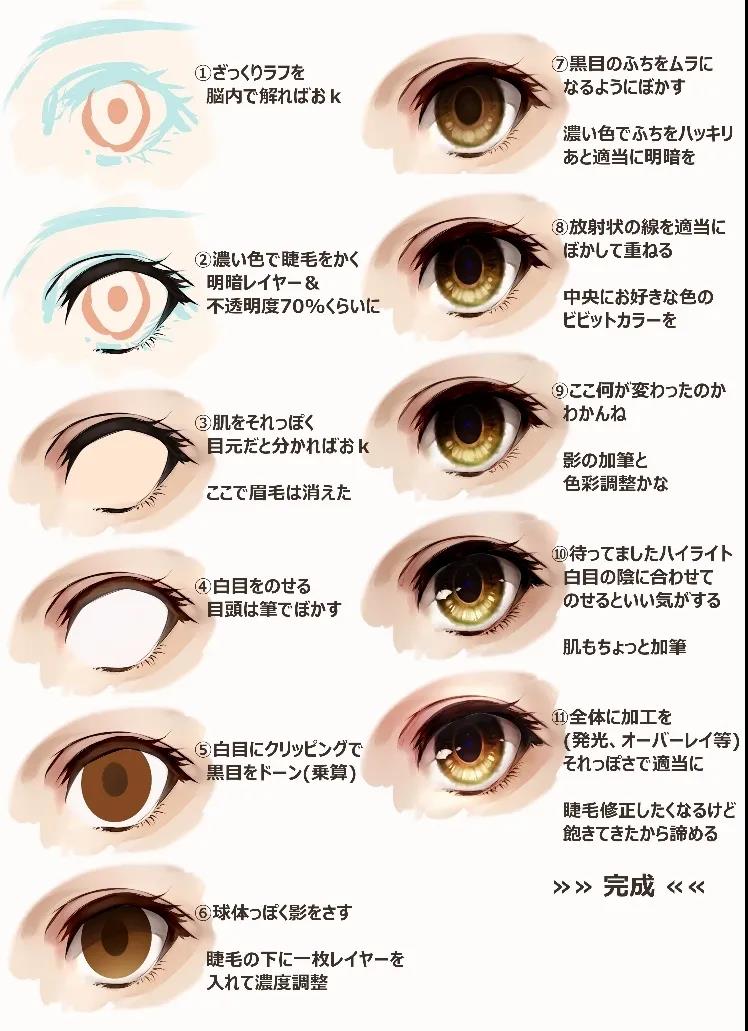 ①ざっくりラフを
脳内で解ればおｋ
②濃い色で睫毛をかく
明暗レイヤー＆
不透明度70%くらいに
③肌をそれっぽく
目元だと分かればおｋ
ここで眉毛は消えた
④白目をのせる
目頭は筆でぼかす
⑤白目にクリッピングで
黒目をドーン(乗算)
⑥球体っぽく影をさす
睫毛の下に一枚レイヤーを
入れて濃度調整
⑦黒目のふちをムラに
なるようにぼかす
濃い色でふちをハッキリ
あと適当に明暗を
⑧放射状の線を適当に
ぼかして重ねる
中央にお好きな色の
ビビットカラーを
⑨ここ何が変わったのか
わかんね
影の加筆と
色彩調整かな
⑩待ってましたハイライト
白目の陰に合わせて
のせるといい気がする
肌もちょっと加筆
⑪全体に加工を
(発光、オーバーレイ等)
それっぽさで適当に
睫毛修正したくなるけど
飽きてきたから諦める
»» 完成 ««